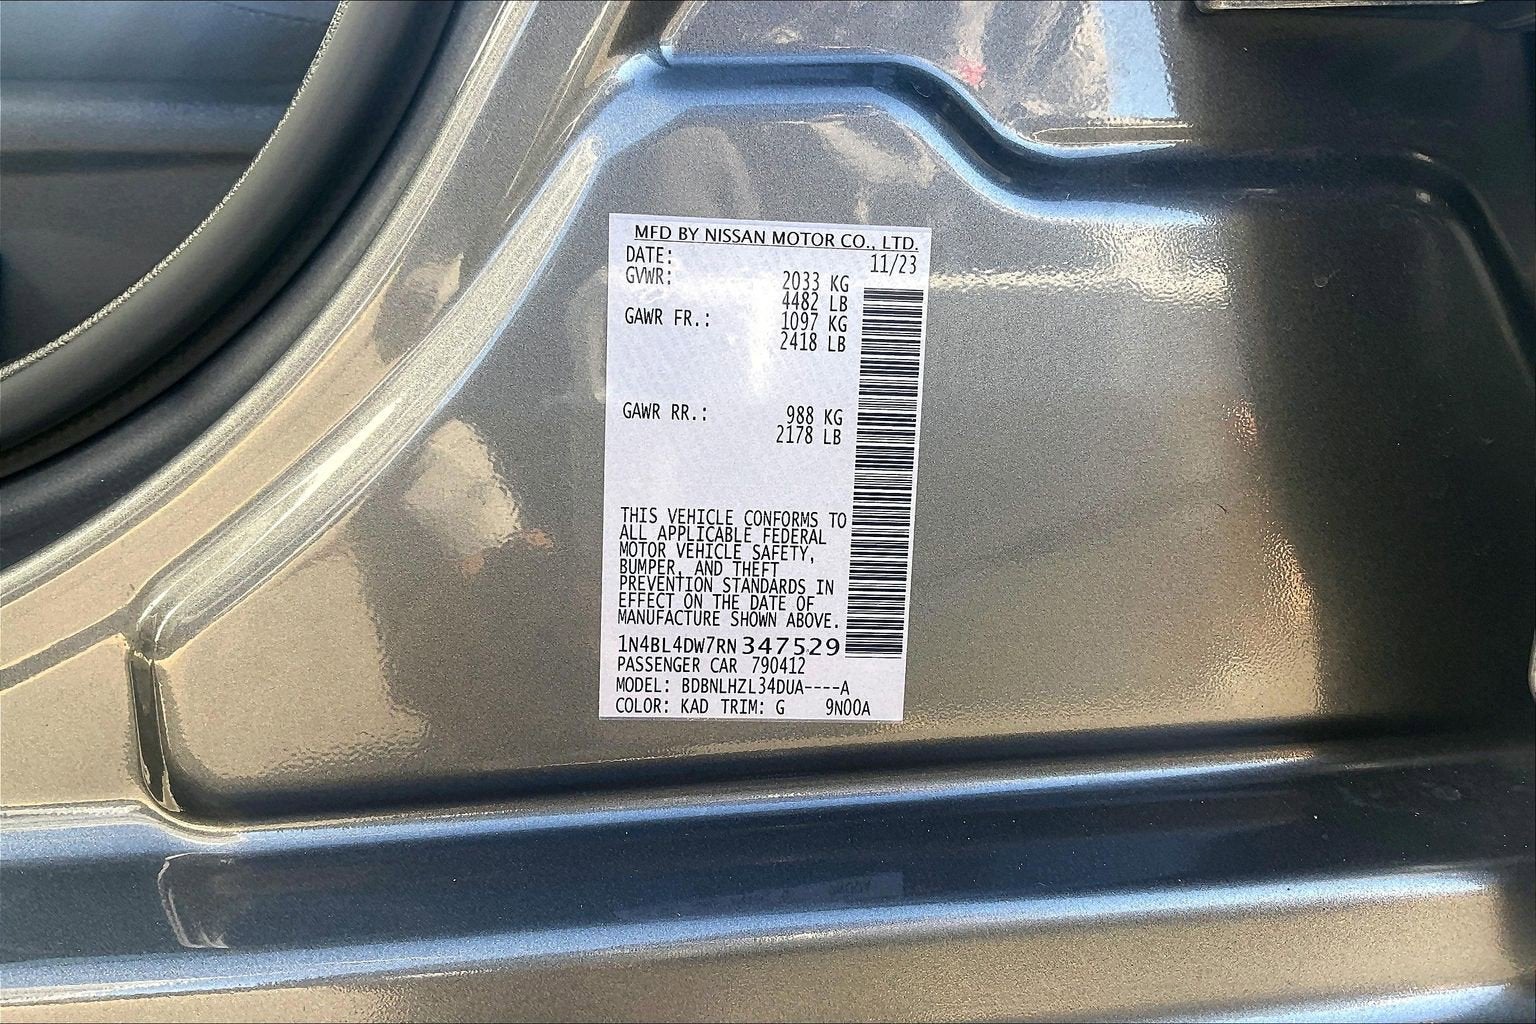 MFD BY NISSAN MOTOR CO., LTD.
DATE: 11/23
GVWR: 2033 KG
4482 LB
GAWR FR.: 1097 KG
2418 LB
GAWR RR.: 988 KG
2178 LB
THIS VEHICLE CONFORMS TO
ALL APPLICABLE FEDERAL
MOTOR VEHICLE SAFETY,
BUMPER, AND THEFT
PREVENTION STANDARDS IN
EFFECT ON THE DATE OF
MANUFACTURE SHOWN ABOVE.
1N4BL4DW7RN347529
PASSENGER CAR 790412
MODEL: BDBNLHZL34DUA----A
COLOR: KAD TRIM: G 9N00A